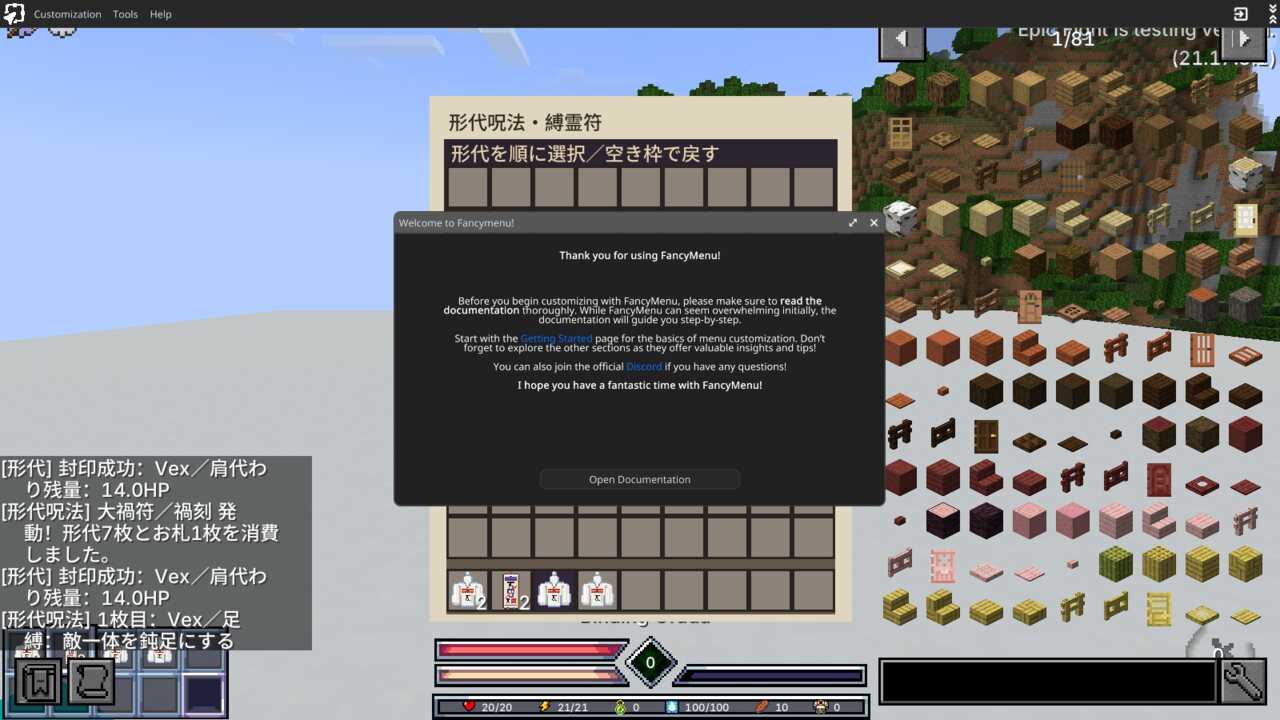 Customization Tools Help
Epic Fight is testing ve
1/81
(21.17.
形代呪法・縛霊符
形代を順に選択／空き枠で戻す
Welcome to Fancymenu!
Thank you for using FancyMenu!
Before you begin customizing with FancyMenu, please make sure to read the
documentation thoroughly. While FancyMenu can seem overwhelming initially, the
documentation will guide you step-by-step.
Start with the Getting Started page for the basics of menu customization. Don't
forget to explore the other sections as they offer valuable insights and tips!
You can also join the official Discord if you have any questions!
I hope you have a fantastic time with FancyMenu!
Open Documentation
[形代] 封印成功: Vex／肩代わ
り残量: 14.0HP
[形代呪法] 大禍符／禍刻 発
動! 形代7枚とお札1枚を消費
しました。
[形代] 封印成功: Vex／肩代わ
り残量: 14.0HP
[形代呪法] 1枚目: Vex／足
縛: 敵一体を鈍足にする
2
2
0
20/20 21/21 0 100/100 10 0